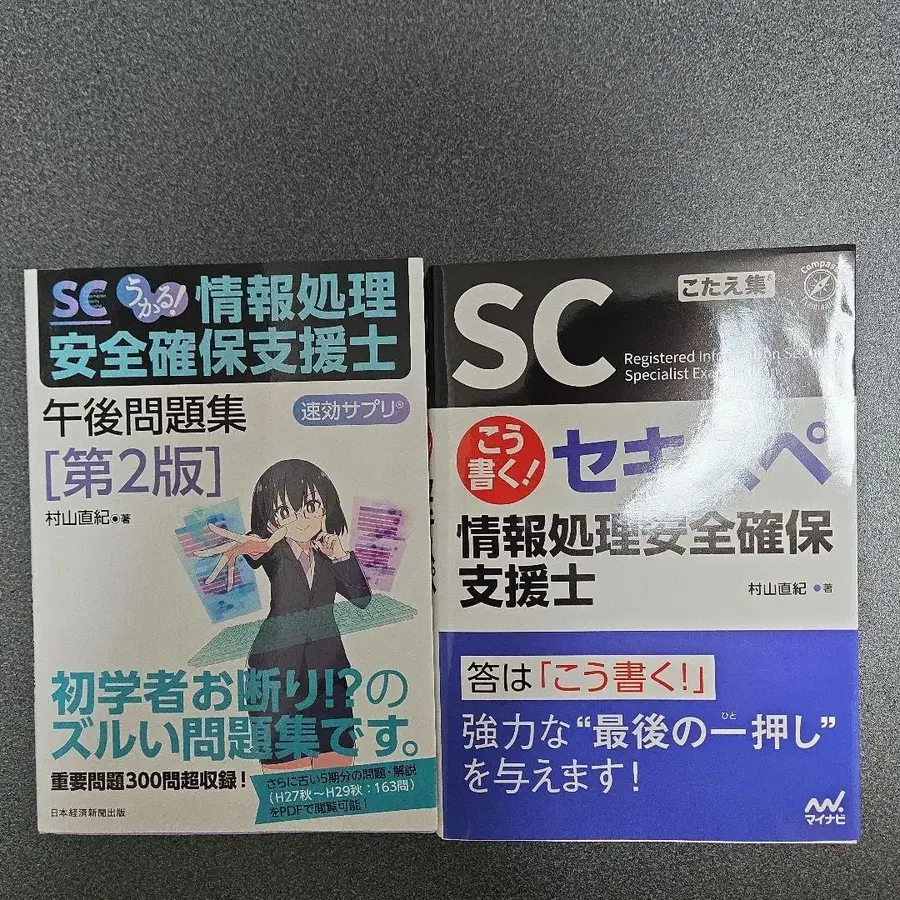 SC うかる! 情報処理
安全確保支援士
午後問題集
速効サプリ®
[第2版]
村山直紀●著
初学者お断り!?の
ズルい問題集です。
重要問題300問超収録!
さらに古い5期分の問題・解説
(H27秋〜H29秋:163問)
をPDFで閲覧可能!
日本経済新聞出版
こたえ集
SC
Registered Information Securi
Specialist Exa
こう
書く!
セキスペ
情報処理安全確保
支援士
村山直紀 ●著
答は「こう書く!」
強力な“最後の一押し”
ひと
を与えます!
マイナビ